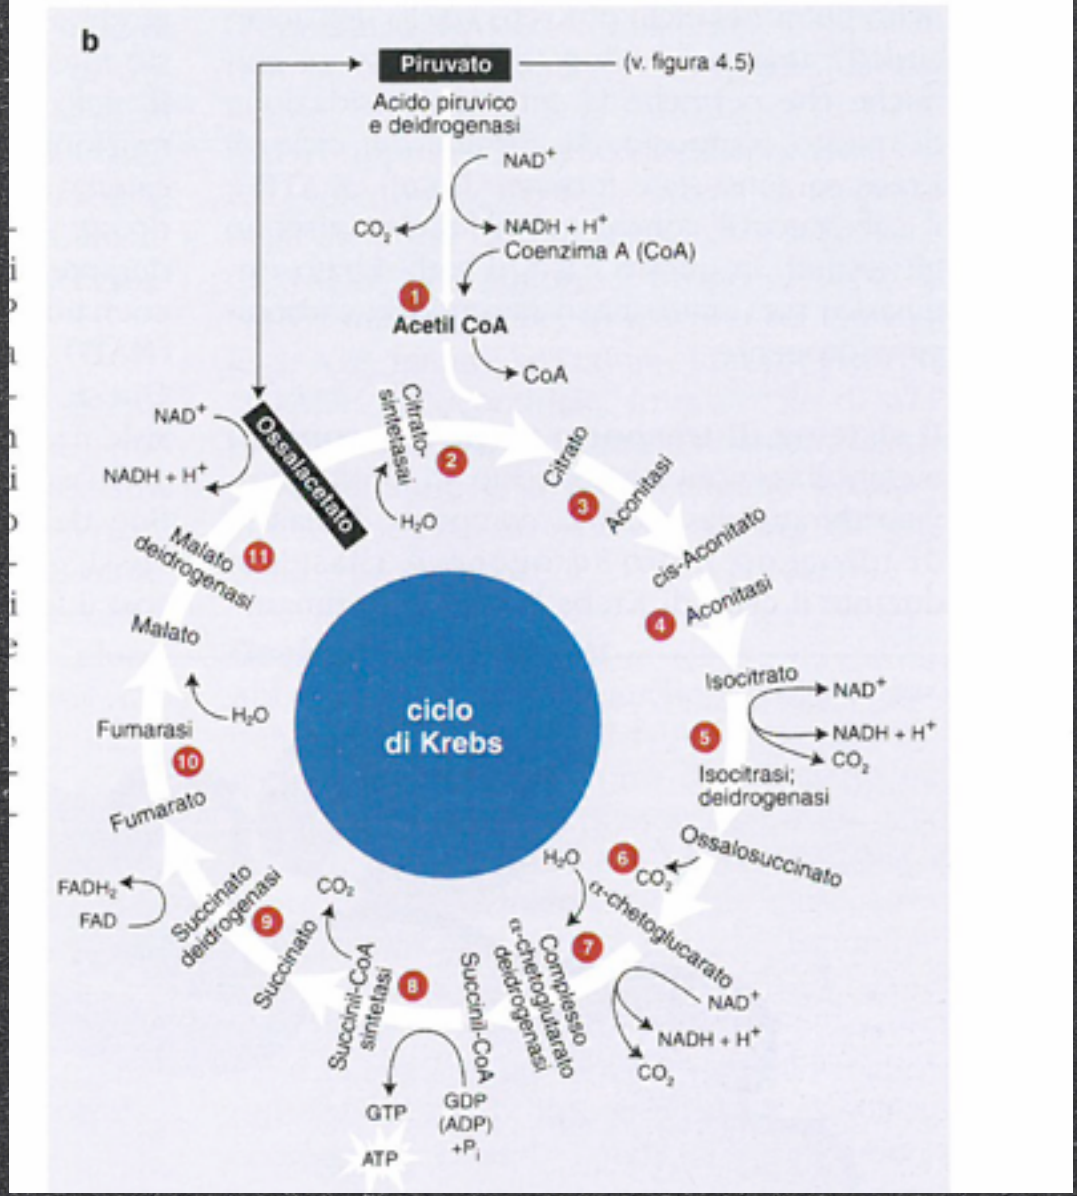 b
Piruvato
(v. figura 4.5)
Acido piruvico
e deidrogenasi
NAD⁺
CO₂
NADH + H⁺
Coenzima A (CoA)
1
Acetil CoA
CoA
NAD⁺
NADH + H⁺
Ossalacetato
Citrato-
sintetasai
2
H₂O
Citrato
3
Aconitasi
cis-Aconitato
4
Aconitasi
Isocitrato
NAD⁺
NADH + H⁺
CO₂
5
Isocitrasi;
deidrogenasi
Ossalosuccinato
6
CO₂
α-chetoglucarato
H₂O
7
Complesso
α-chetoglutarato
deidrogenasi
NAD⁺
NADH + H⁺
CO₂
Succinil-CoA
8
GDP
(ADP)
+Pᵢ
GTP
ATP
Succinil-CoA
sintetasi
CO₂
Succinato
9
Succinato
deidrogenasi
FADH₂
FAD
Fumarato
10
Fumarasi
H₂O
Malato
11
Malato
deidrogenasi
ciclo
di Krebs